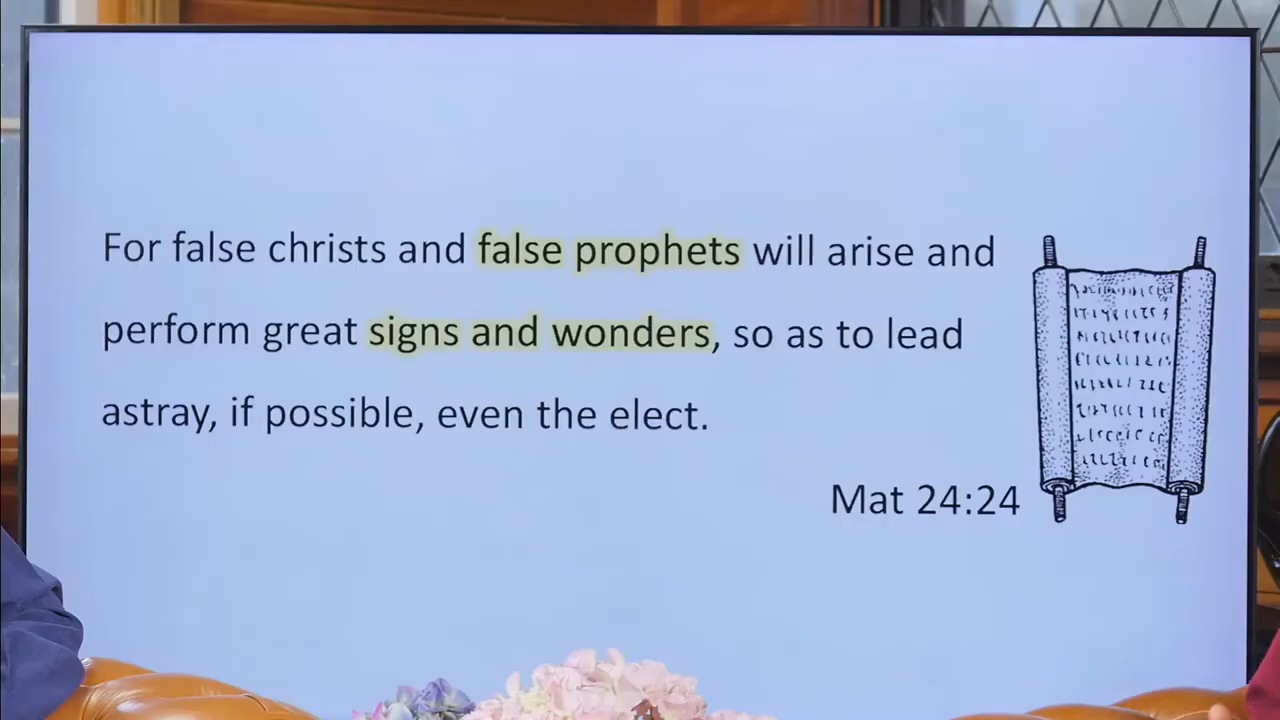 For false christs and false prophets will arise and
perform great signs and wonders, so as to lead
astray, if possible, even the elect.
Mat 24:24